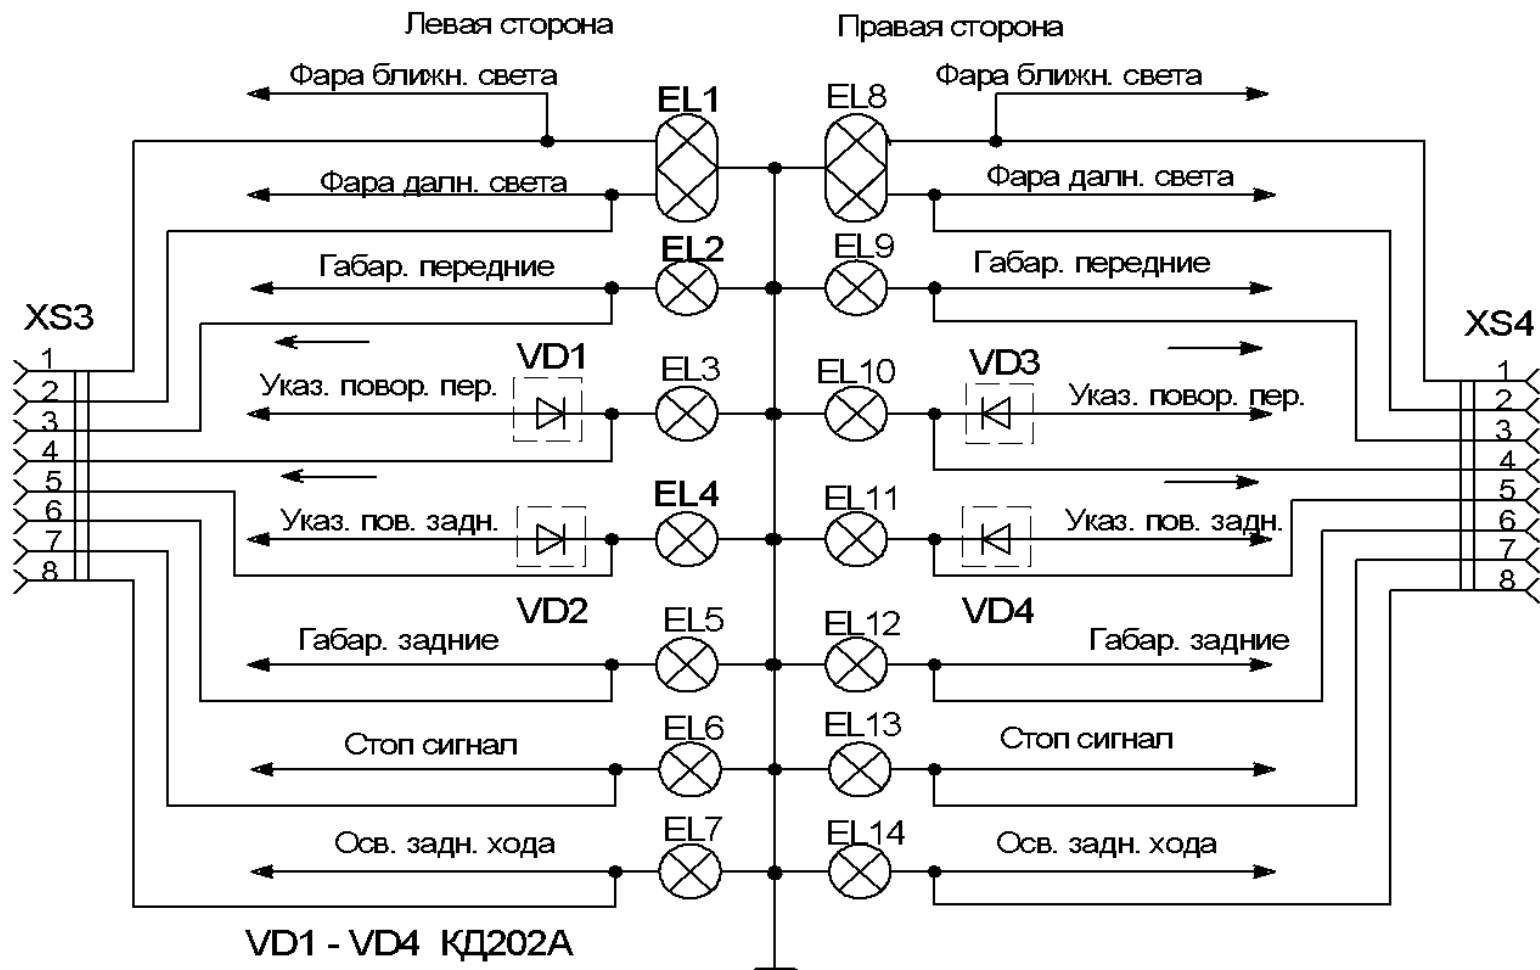 Левая сторона
Правая сторона
Фара ближн. света
Фара ближн. света
EL1
EL8
Фара далн. света
Фара далн. света
EL2
EL9
Габар. передние
Габар. передние
XS3
XS4
VD1
EL3
EL10
VD3
1
2
3
4
5
6
7
8
1
2
3
4
5
6
7
8
Указ. повор. пер.
Указ. повор. пер.
EL4
EL11
Указ. пов. задн.
Указ. пов. задн.
VD2
EL5
EL12
VD4
Габар. задние
Габар. задние
EL6
EL13
Стоп сигнал
Стоп сигнал
EL7
EL14
Осв. задн. хода
Осв. задн. хода
VD1 - VD4 КД202А